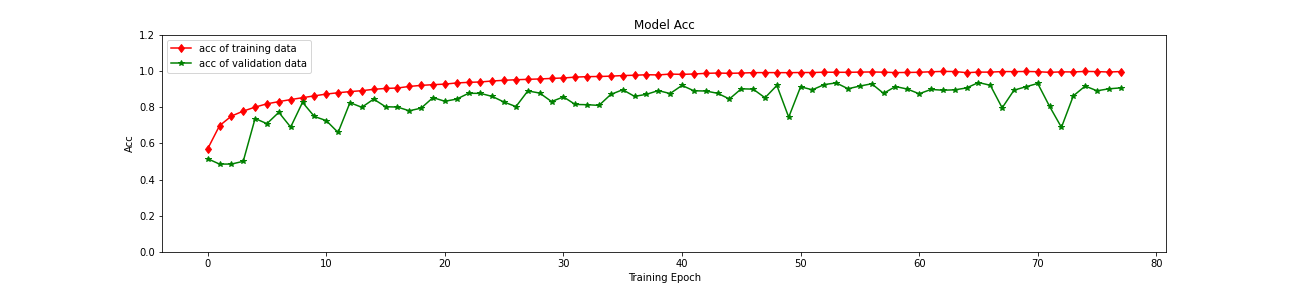 Model Acc
acc of training data
acc of validation data
Acc
1.2
1.0
0.8
0.6
0.4
0.2
0.0
0 10 20 30 40 50 60 70 80
Training Epoch